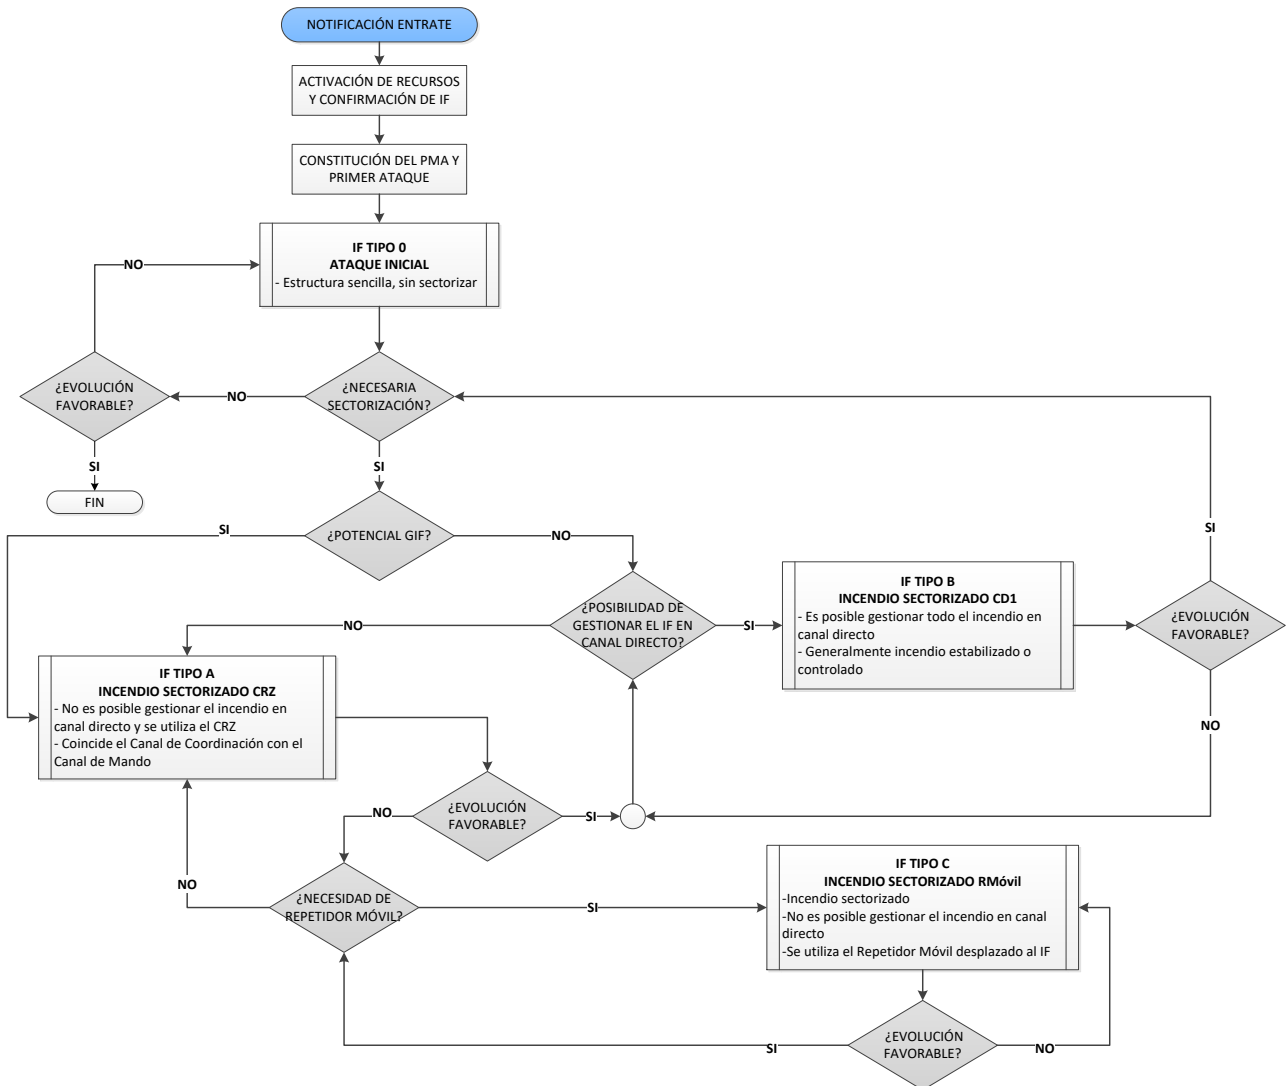 NOTIFICACIÓN ENTRATE
ACTIVACIÓN DE RECURSOS
Y CONFIRMACIÓN DE IF
CONSTITUCIÓN DEL PMA Y
PRIMER ATAQUE
IF TIPO 0
ATAQUE INICIAL
- Estructura sencilla, sin sectorizar
NO
¿EVOLUCIÓN
FAVORABLE?
NO
¿NECESARIA
SECTORIZACIÓN?
SI
FIN
SI
¿POTENCIAL GIF?
SI
NO
¿POSIBILIDAD DE
GESTIONAR EL IF EN
CANAL DIRECTO?
NO
SI
IF TIPO B
INCENDIO SECTORIZADO CD1
- Es posible gestionar todo el incendio en
canal directo
- Generalmente incendio estabilizado o
controlado
SI
¿EVOLUCIÓN
FAVORABLE?
NO
IF TIPO A
INCENDIO SECTORIZADO CRZ
- No es posible gestionar el incendio en
canal directo y se utiliza el CRZ
- Coincide el Canal de Coordinación con el
Canal de Mando
¿EVOLUCIÓN
FAVORABLE?
NO
SI
¿NECESIDAD DE
REPETIDOR MÓVIL?
NO
SI
IF TIPO C
INCENDIO SECTORIZADO RMóvil
-Incendio sectorizado
-No es posible gestionar el incendio en canal
directo
-Se utiliza el Repetidor Móvil desplazado al IF
¿EVOLUCIÓN
FAVORABLE?
SI
NO